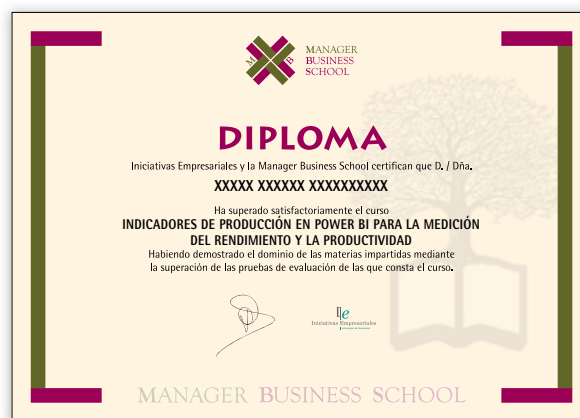 M B S
MANAGER
BUSINESS
SCHOOL
DIPLOMA
Iniciativas Empresariales y la Manager Business School certifican que D. / Dña.
XXXXX XXXXXX XXXXXXXXXX
Ha superado satisfactoriamente el curso
INDICADORES DE PRODUCCIÓN EN POWER BI PARA LA MEDICIÓN
DEL RENDIMIENTO Y LA PRODUCTIVIDAD
Habiendo demostrado el dominio de las materias impartidas mediante
la superación de las pruebas de evaluación de las que consta el curso.
Iniciativas Empresariales
MANAGER BUSINESS SCHOOL